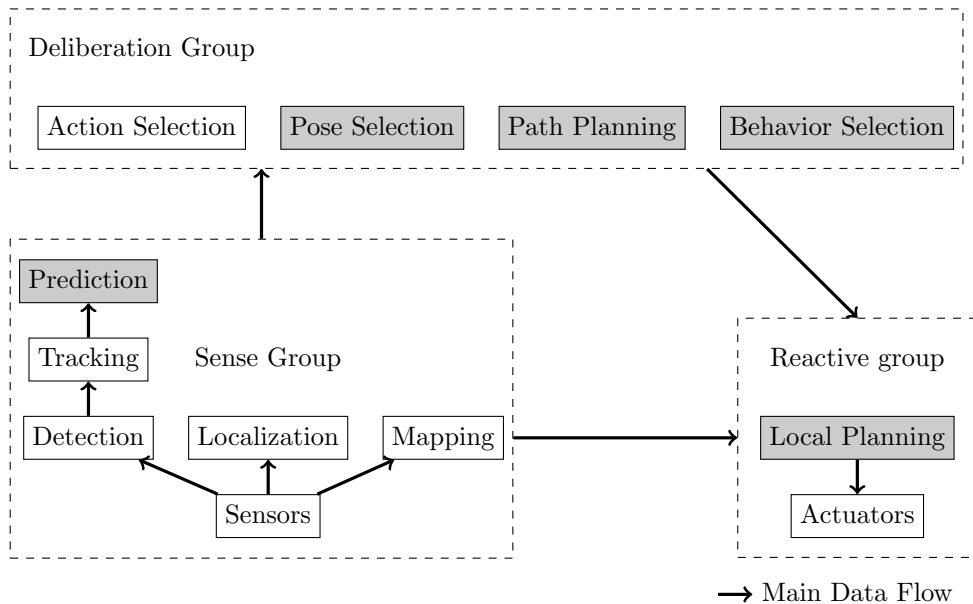 Deliberation Group
Action Selection
Pose Selection
Path Planning
Behavior Selection
Prediction
Tracking
Sense Group
Detection
Localization
Mapping
Sensors
Reactive group
Local Planning
Actuators
Main Data Flow